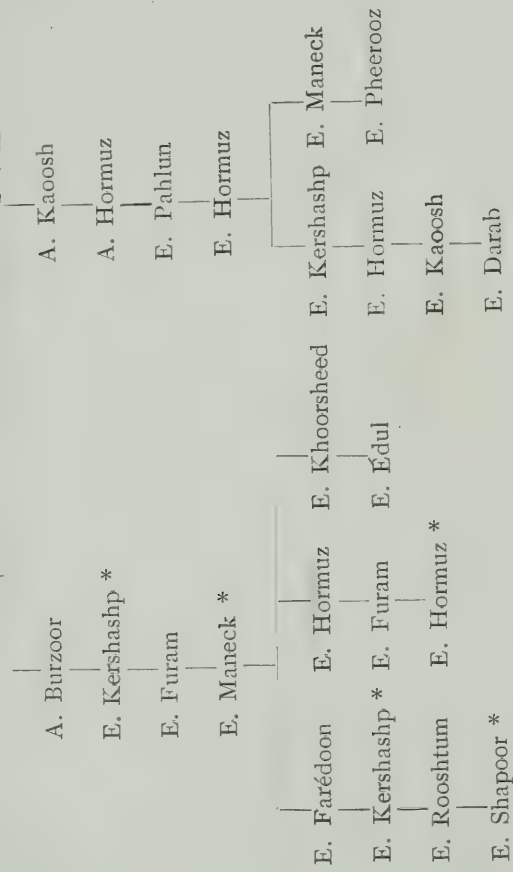 A. Burzoor A. Kaoosh
E. Kershashp * A. Hormuz
E. Furam E. Pahlun
E. Maneck * E. Hormuz
E. Farédoon E. Hormuz E. Khoorsheed E. Kershashp E. Maneck
E. Kershashp * E. Furam E. Édul E. Hormuz E. Pheerooz
E. Rooshtum E. Hormuz * E. Kaoosh
E. Shapoor * E. Darab